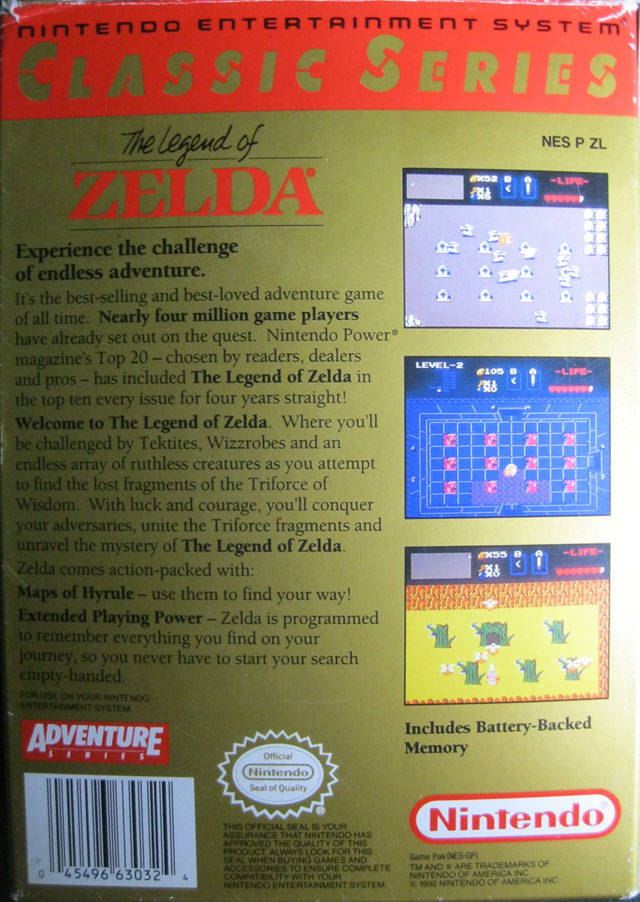 NINTENDO ENTERTAINMENT SYSTEM
CLASSIC SERIES
The Legend of
ZELDA®
NES P ZL
Experience the challenge
of endless adventure.
It's the best-selling and best-loved adventure game
of all time. Nearly four million game players
have already set out on the quest. Nintendo Power®
magazine's Top 20 – chosen by readers, dealers
and pros – has included The Legend of Zelda in
the top ten every issue for four years straight!
Welcome to The Legend of Zelda. Where you'll
be challenged by Tektites, Wizzrobes and an
endless array of ruthless creatures as you attempt
to find the lost fragments of the Triforce of
Wisdom. With luck and courage, you'll conquer
your adversaries, unite the Triforce fragments and
unravel the mystery of The Legend of Zelda.
Zelda comes action-packed with:
Maps of Hyrule – use them to find your way!
Extended Playing Power – Zelda is programmed
to remember everything you find on your
journey, so you never have to start your search
empty-handed.
FOR USE ON YOUR NINTENDO
ENTERTAINMENT SYSTEM.
ADVENTURE
SERIES
0 45496 63032 4
Official
Nintendo
Seal of Quality
®
THIS OFFICIAL SEAL IS YOUR
ASSURANCE THAT NINTENDO HAS
APPROVED THE QUALITY OF THIS
PRODUCT. ALWAYS LOOK FOR THIS
SEAL WHEN BUYING GAMES AND
ACCESSORIES TO ENSURE COMPLETE
COMPATIBILITY WITH YOUR
NINTENDO ENTERTAINMENT SYSTEM.
X52 B A -LIFE-
X1
X6
LEVEL-2
105 B A -LIFE-
X1
X0
X55 B A -LIFE-
X1
X0
Includes Battery-Backed
Memory
Nintendo®
Game Pak (NES-GP)
TM AND ® ARE TRADEMARKS OF
NINTENDO OF AMERICA INC.
© 1992 NINTENDO OF AMERICA INC.